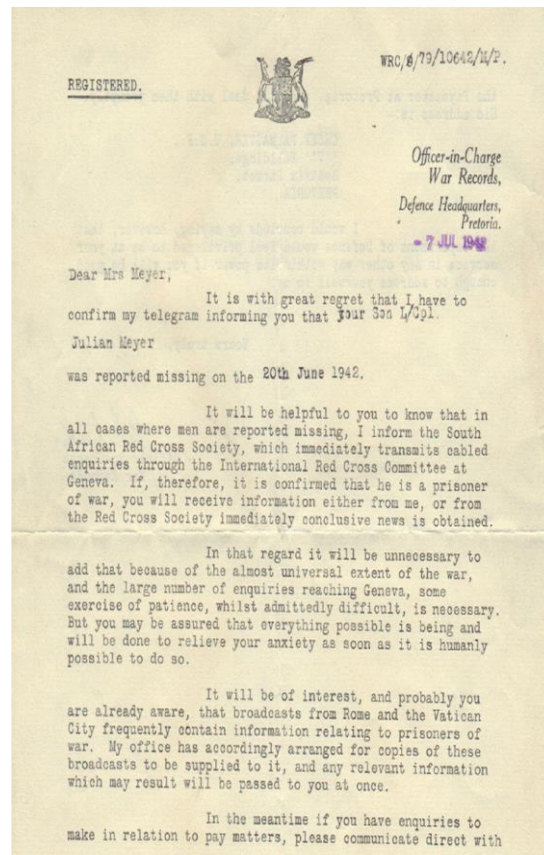 WRC/S/79/10642/M/P.
REGISTERED.
Officer-in-Charge
War Records,
Defence Headquarters,
Pretoria.
- 7 JUL 1942
Dear Mrs Meyer,
It is with great regret that I have to
confirm my telegram informing you that your Son L/Cpl.
Julian Meyer
was reported missing on the 20th June 1942.
It will be helpful to you to know that in
all cases where men are reported missing, I inform the South
African Red Cross Society, which immediately transmits cabled
enquiries through the International Red Cross Committee at
Geneva. If, therefore, it is confirmed that he is a prisoner
of war, you will receive information either from me, or from
the Red Cross Society immediately conclusive news is obtained.
In that regard it will be unnecessary to
add that because of the almost universal extent of the war,
and the large number of enquiries reaching Geneva, some
exercise of patience, whilst admittedly difficult, is necessary.
But you may be assured that everything possible is being and
will be done to relieve your anxiety as soon as it is humanly
possible to do so.
It will be of interest, and probably you
are already aware, that broadcasts from Rome and the Vatican
City frequently contain information relating to prisoners of
war. My office has accordingly arranged for copies of these
broadcasts to be supplied to it, and any relevant information
which may result will be passed to you at once.
In the meantime if you have enquiries to
make in relation to pay matters, please communicate direct with